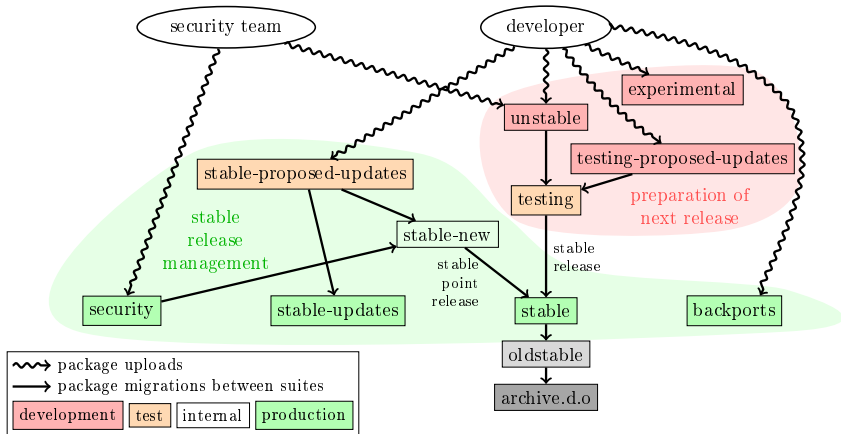 security team
developer
experimental
unstable
testing-proposed-updates
stable-proposed-updates
testing
preparation of
next release
stable
release
management
stable-new
stable
release
stable
point
release
security
stable-updates
stable
backports
oldstable
archive.d.o
package uploads
package migrations between suites
development test internal production